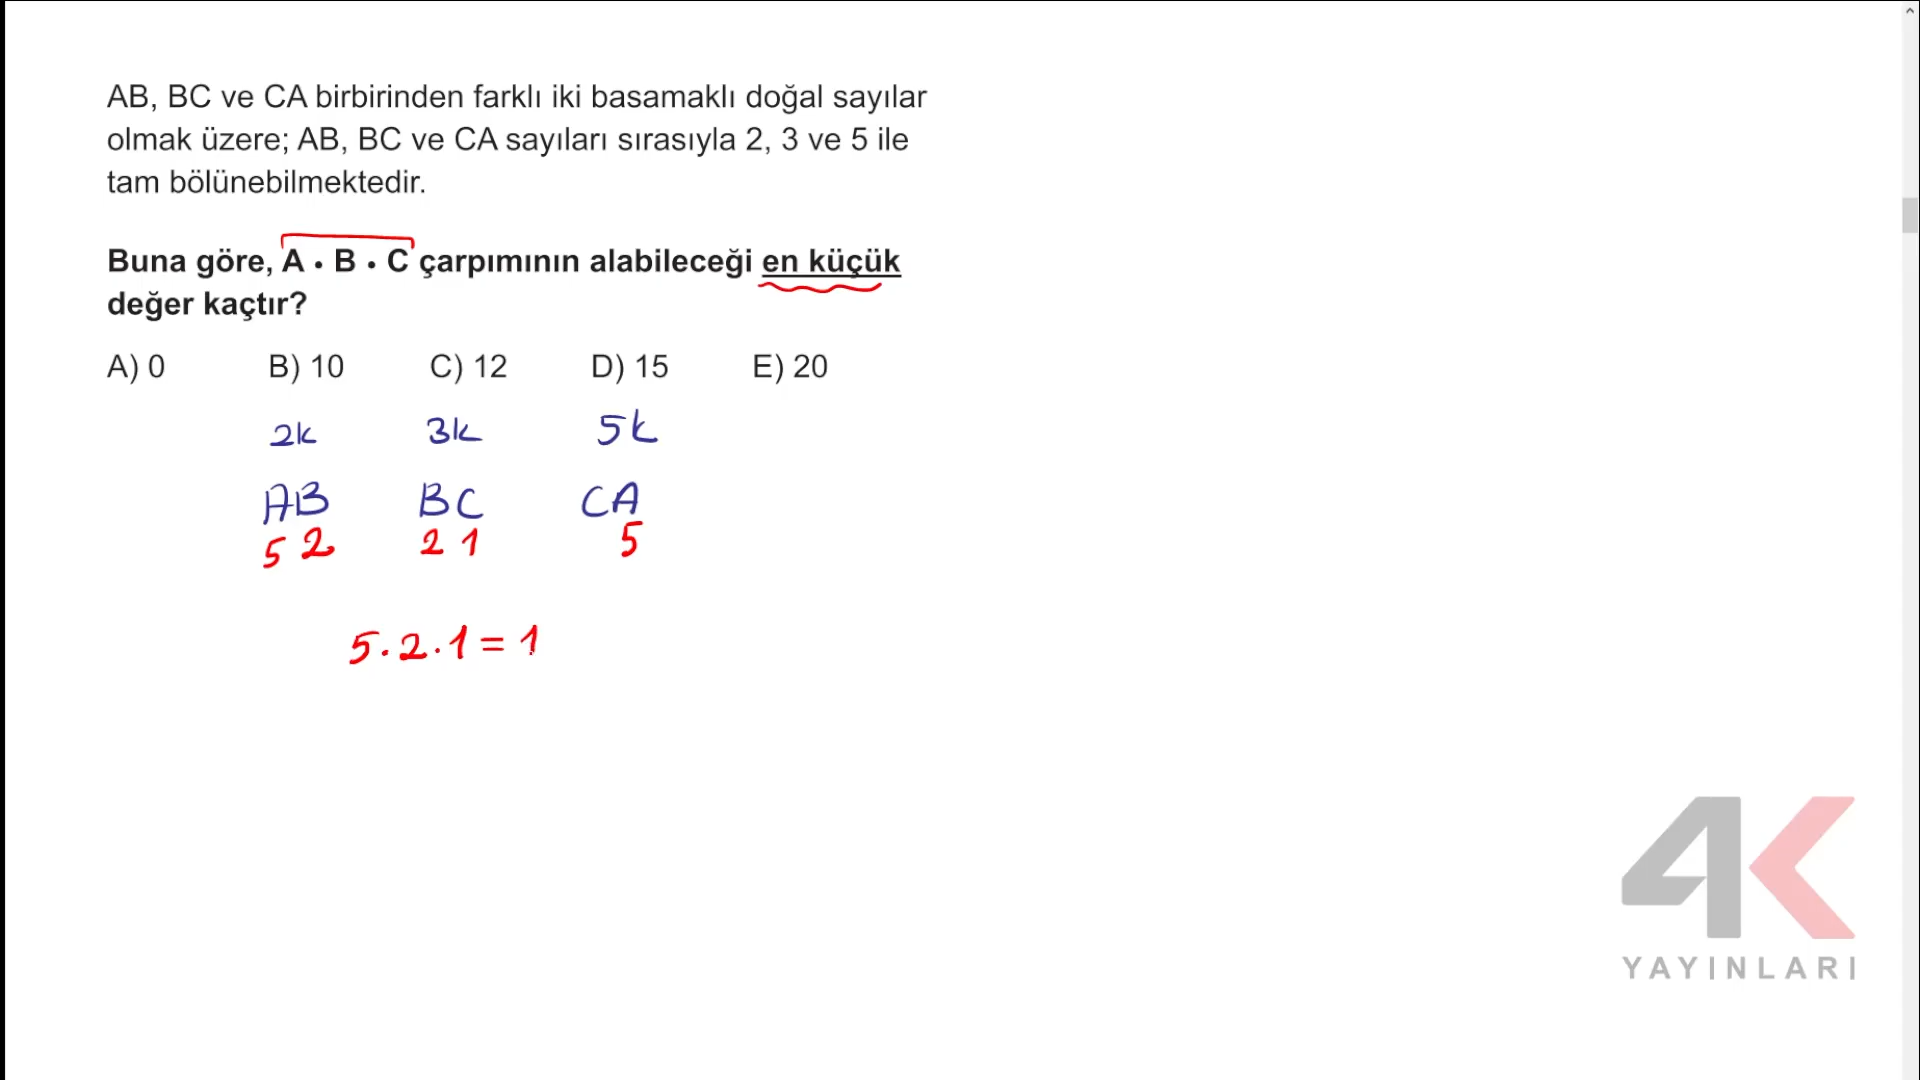 AB, BC ve CA birbirinden farklı iki basamaklı doğal sayılar
olmak üzere; AB, BC ve CA sayıları sırasıyla 2, 3 ve 5 ile
tam bölünebilmektedir.
Buna göre, A . B . C çarpımının alabileceği en küçük
değer kaçtır?
A) 0 B) 10 C) 12 D) 15 E) 20
2k 3k 5k
AB BC CA
5 2 2 1 5
5.2.1=1
4K
YAYINLARI